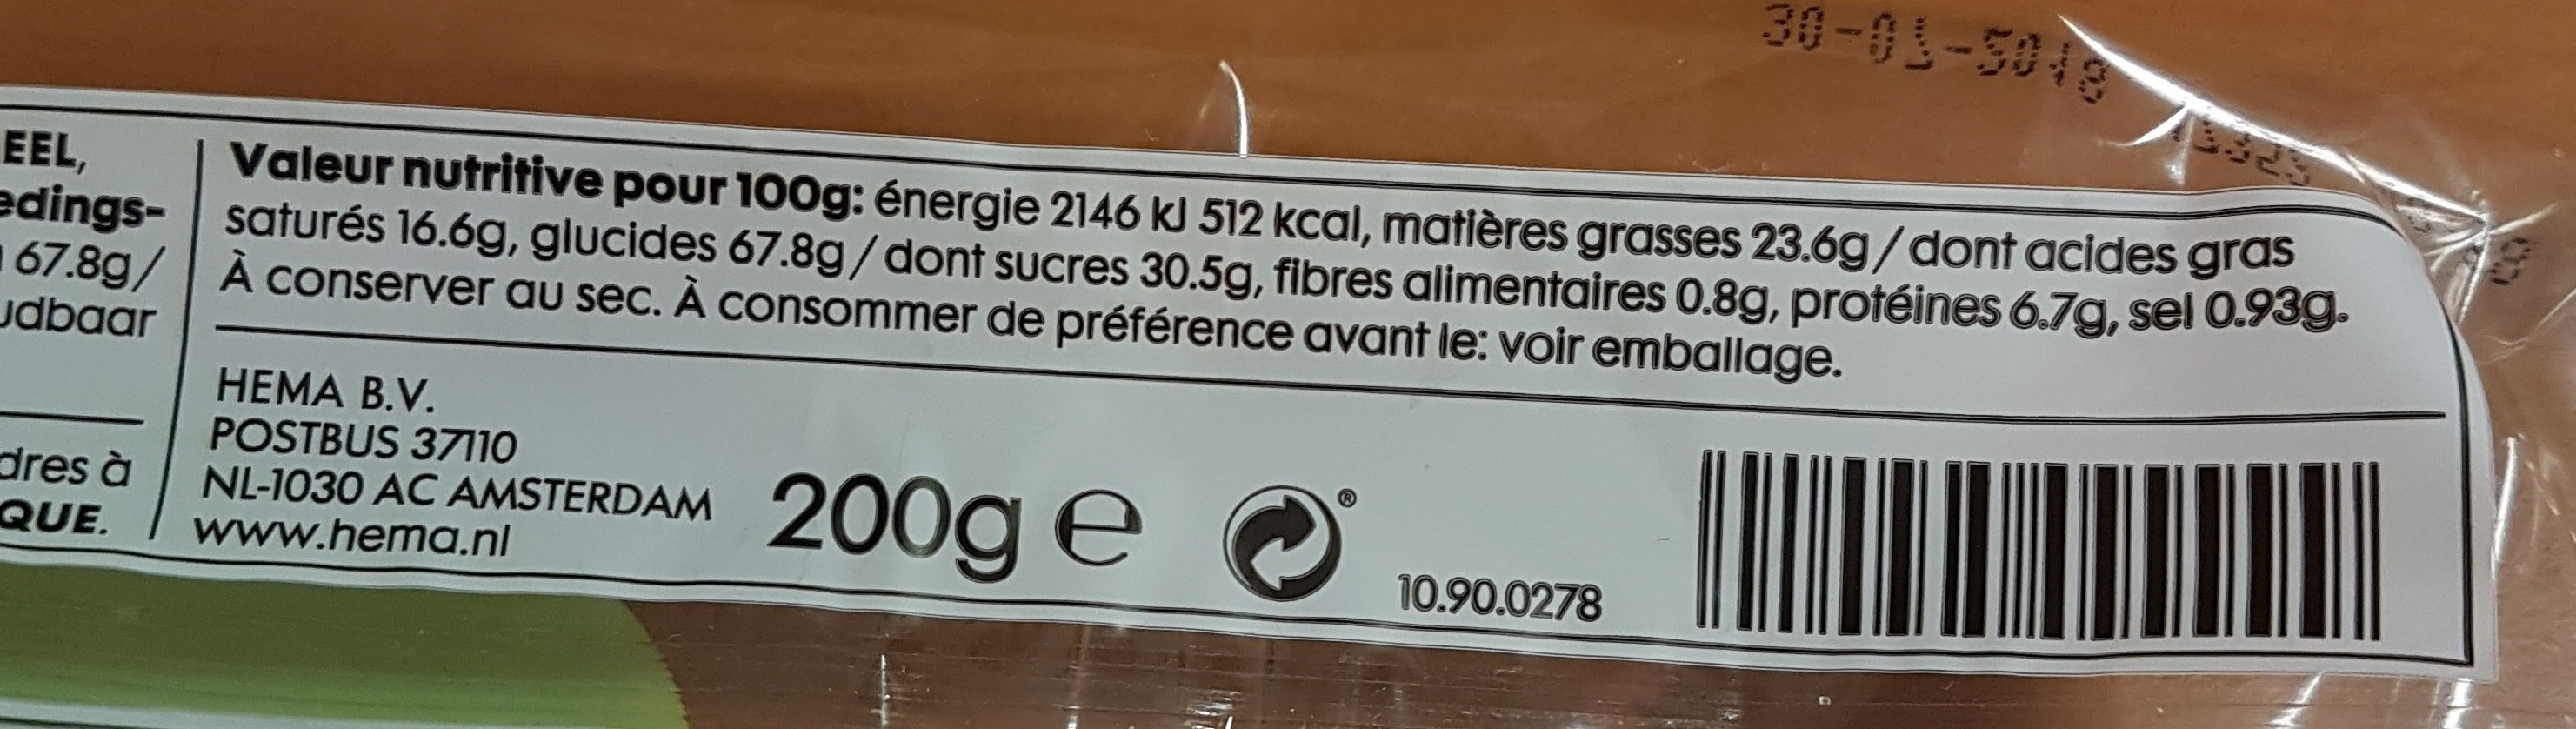 EEL,
edings-
67.8g/
udbaar
dres à
QUE.
Valeur nutritive pour 100g: énergie 2146 kJ 512 kcal, matières grasses 23.6g/dont acides gras
saturés 16.6g, glucides 67.8g/dont sucres 30.5g, fibres alimentaires 0.8g, protéines 6.7g, sel 0.93g.
À conserver au sec. À consommer de préférence avant le: voir emballage.
HEMA B.V.
POSTBUS 37110
NL-1030 AC AMSTERDAM
www.hema.nl
200g e
®
10.90.0278